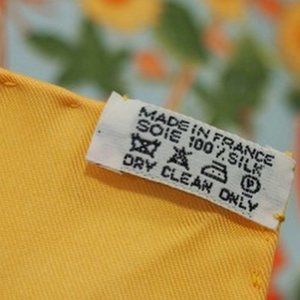 MADE IN FRANCE
SOIE 100% SILK
P
DRY CLEAN ONLY